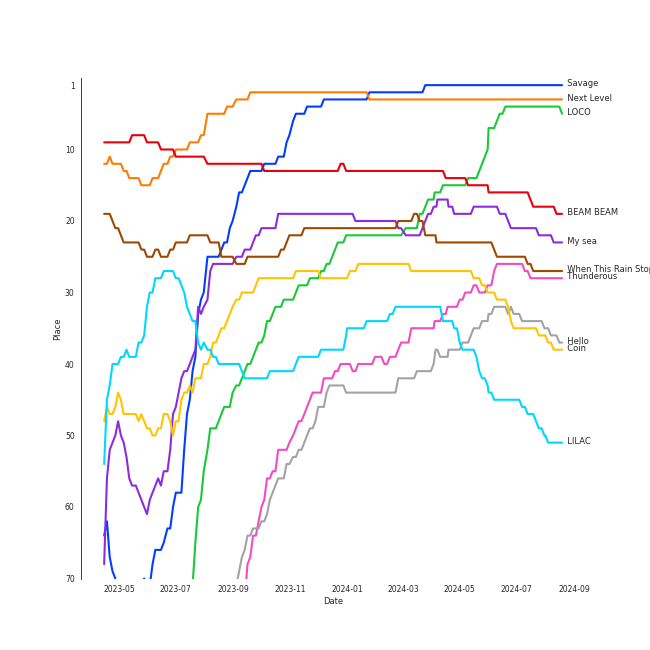 1
Savage
Next Level
LOCO
10
BEAM BEAM
20
My sea
When This Rain Stop
Thunderous
30
Place
Hello
Coin
40
50
LILAC
60
70
2023-05
2023-07
2023-09
2023-11
2024-01
2024-03
2024-05
2024-07
2024-09
Date